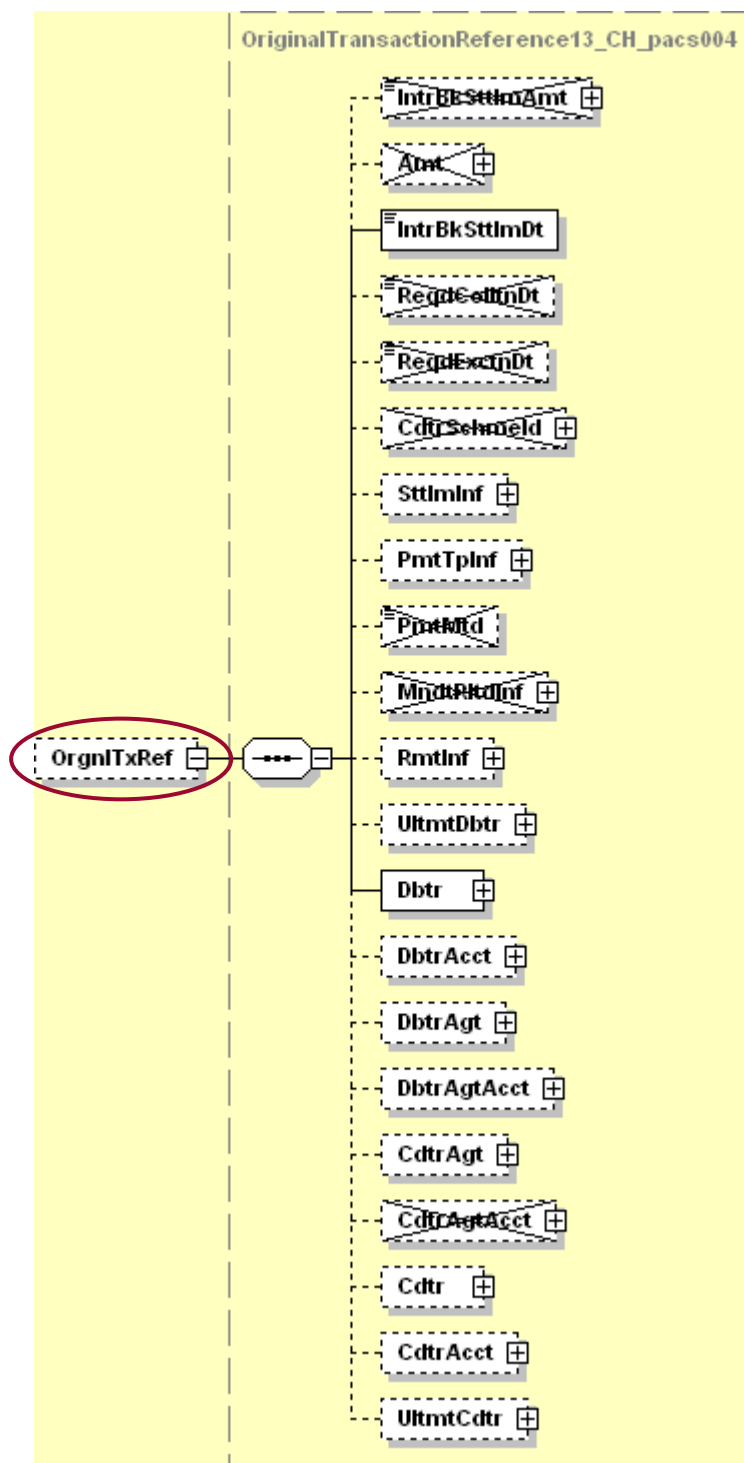 OriginalTransactionReference13_CH_pacs004
IntrBkSttlmAmt
Amt
IntrBkSttlmDt
ReqdColltnDt
ReqdExctnDt
CdtrSchmeId
SttlmInf
PmtTpInf
PmtMtd
MndtRltdInf
OrgnlTxRef
RmtInf
UltmtDbtr
Dbtr
DbtrAcct
DbtrAgt
DbtrAgtAcct
CdtrAgt
CdtrAgtAcct
Cdtr
CdtrAcct
UltmtCdtr